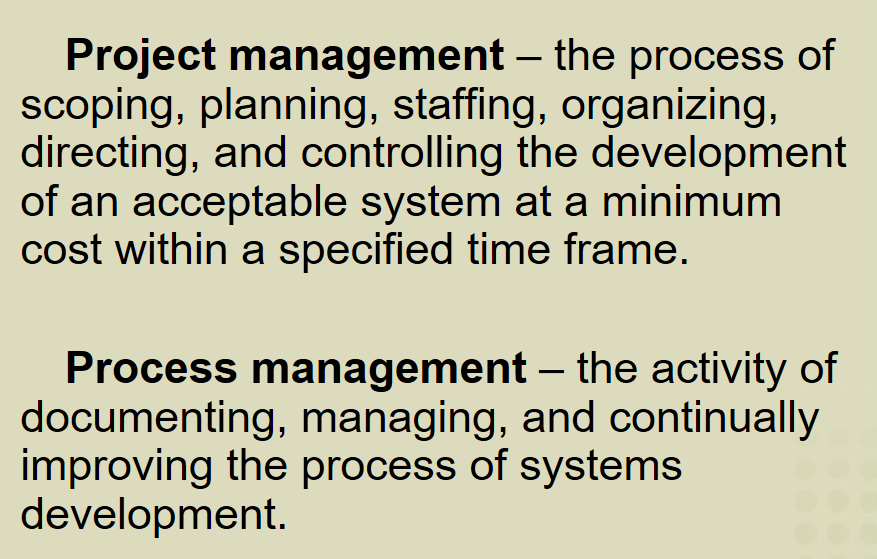 Project management – the process of
scoping, planning, staffing, organizing,
directing, and controlling the development
of an acceptable system at a minimum
cost within a specified time frame.
Process management – the activity of
documenting, managing, and continually
improving the process of systems
development.